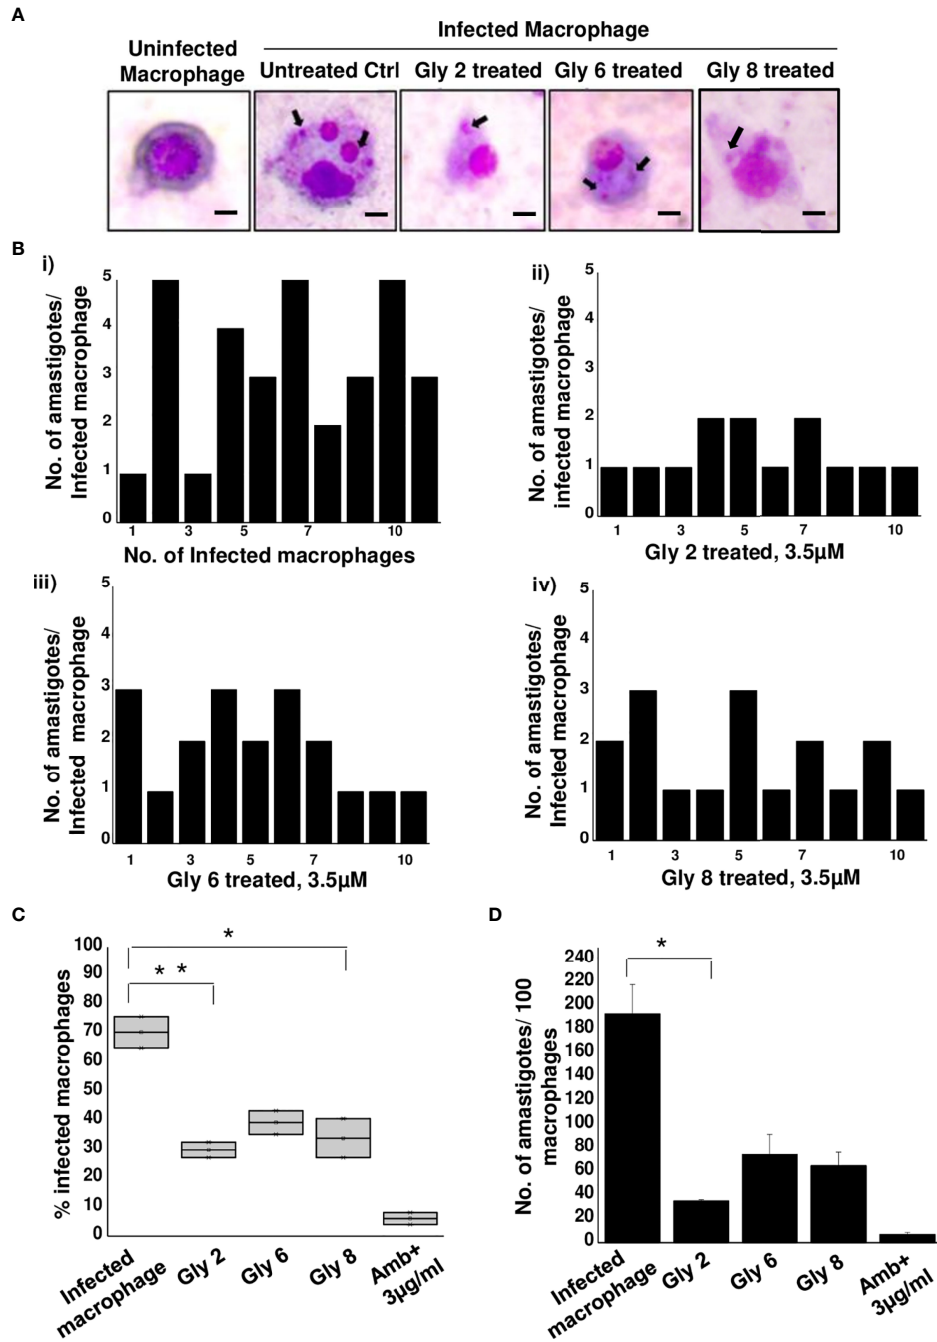 A
Infected Macrophage
Uninfected
Macrophage
Untreated Ctrl
Gly 2 treated
Gly 6 treated
Gly 8 treated
B
i)
No. of amastigotes/
Infected macrophage
5
4
3
2
1
0
1 3 5 7 10
No. of Infected macrophages
ii)
No. of amastigotes/
infected macrophage
5
4
3
2
1
0
1 3 5 7 10
Gly 2 treated, 3.5µM
iii)
No. of amastigotes/
Infected macrophage
5
4
3
2
1
0
1 3 5 7 10
Gly 6 treated, 3.5µM
iv)
No. of amastigotes/
Infected macrophage
5
4
3
2
1
0
1 3 5 7 10
Gly 8 treated, 3.5µM
C
% infected macrophages
100
90
80
70
60
50
40
30
20
10
0
*
* *
Infected
macrophage
Gly 2
Gly 6
Gly 8
Amb+
3µg/ml
D
No. of amastigotes/ 100
macrophages
240
220
200
180
160
140
120
100
80
60
40
20
0
*
Infected
macrophage
Gly 2
Gly 6
Gly 8
Amb+
3µg/ml